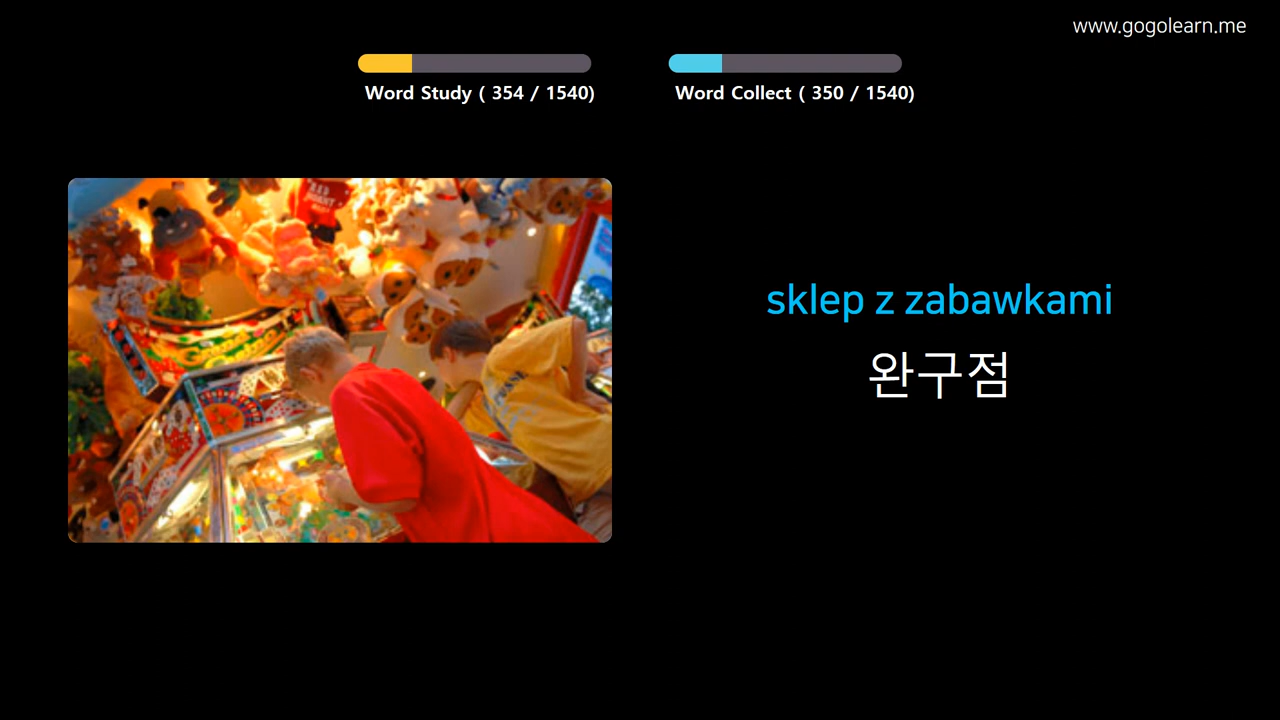 www.gogolearn.me
Word Study ( 354 / 1540)
Word Collect ( 350 / 1540)
sklep z zabawkami
완구점